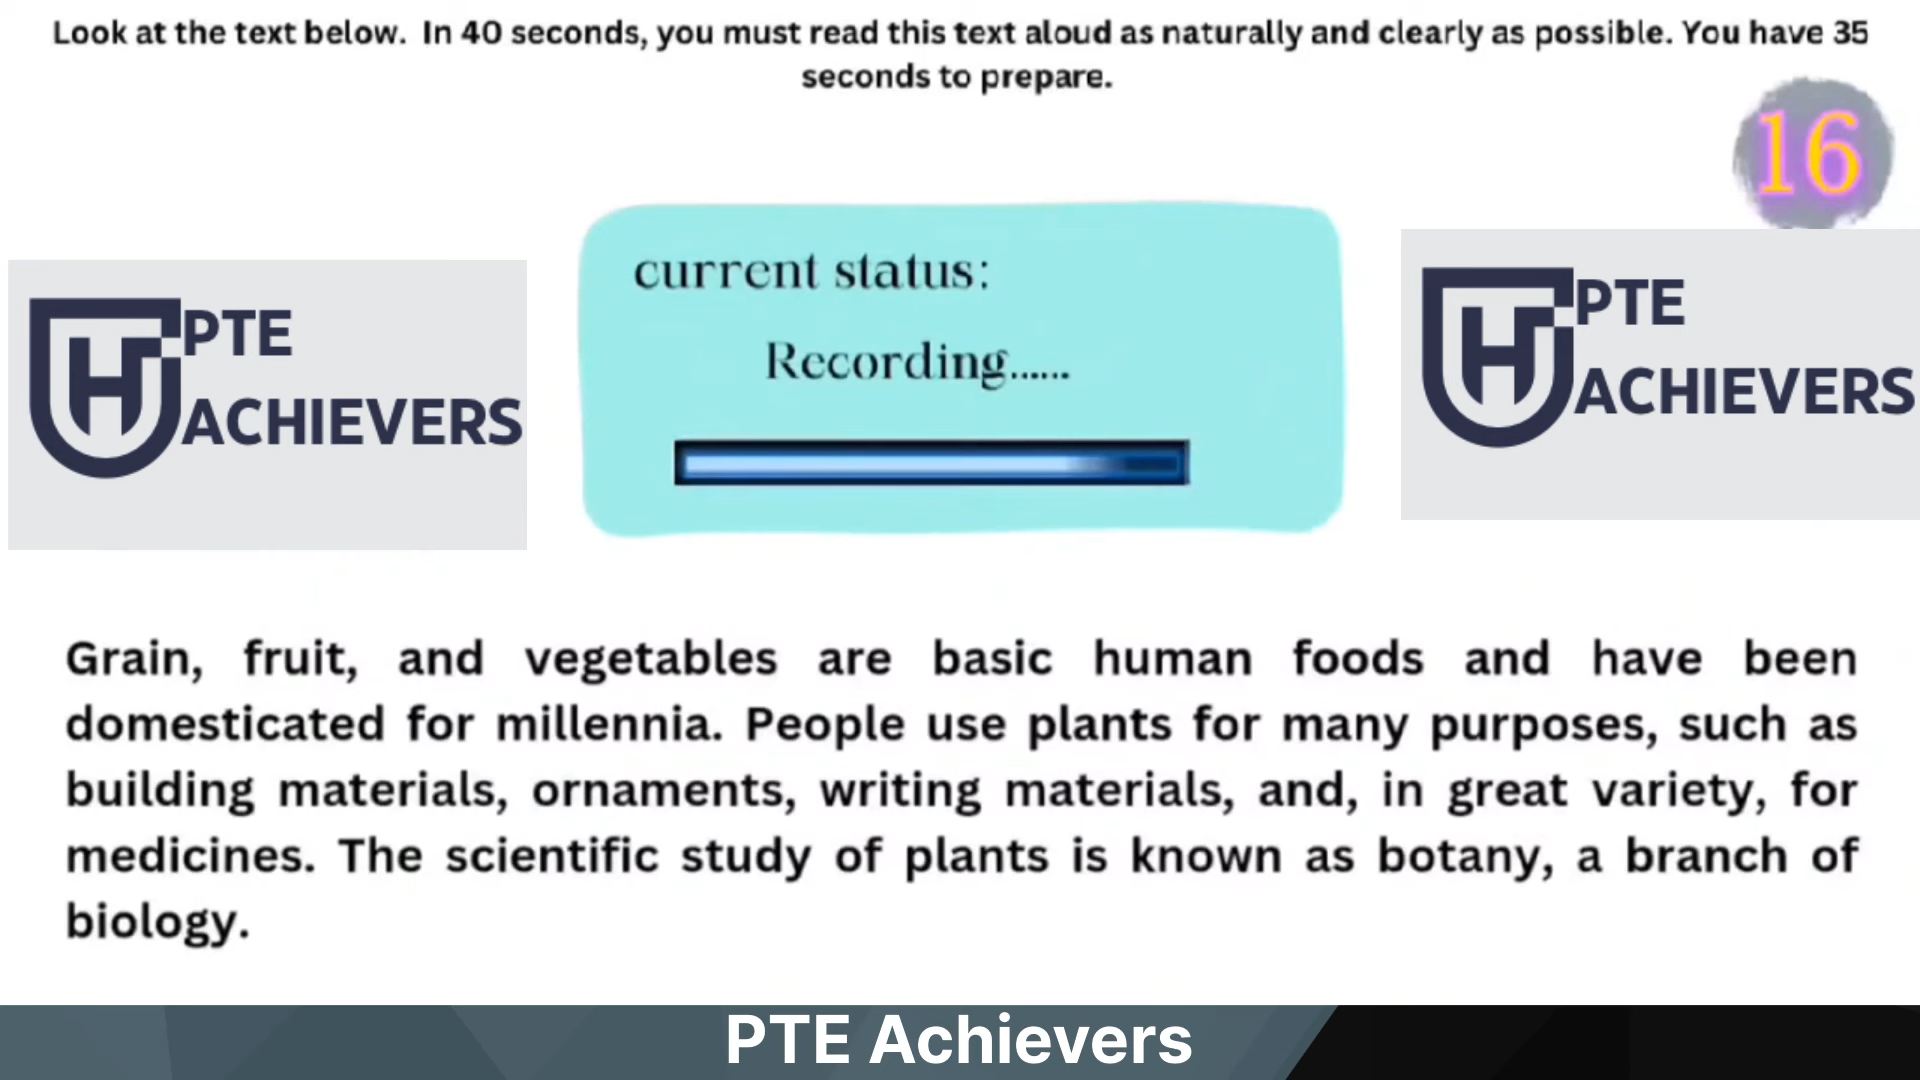 Look at the text below. In 40 seconds, you must read this text aloud as naturally and clearly as possible. You have 35
seconds to prepare.
16
current status:
Recording......
PTE
ACHIEVERS
PTE
ACHIEVERS
Grain, fruit, and vegetables are basic human foods and have been
domesticated for millennia. People use plants for many purposes, such as
building materials, ornaments, writing materials, and, in great variety, for
medicines. The scientific study of plants is known as botany, a branch of
biology.
PTE Achievers